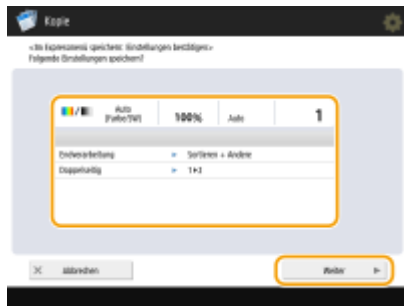 Kopie
<Im Expressmenü speichern: Einstellungen bestätigen>
Folgende Einstellungen speichern?
Auto
(Farbe/SW)
100% Auto 1
Endverarbeitung ► Sortieren + Andere
Doppelseitig ► 1►2
Abbrechen Weiter